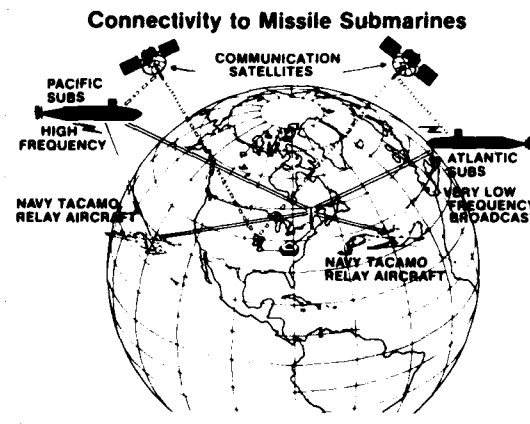 Connectivity to Missile Submarines
COMMUNICATION
SATELLITES
PACIFIC
SUBS
HIGH
FREQUENCY
ATLANTIC
SUBS
VERY LOW
FREQUENCY
BROADCAS
NAVY TACAMO
RELAY AIRCRAFT
NAVY TACAMO
RELAY AIRCRAFT